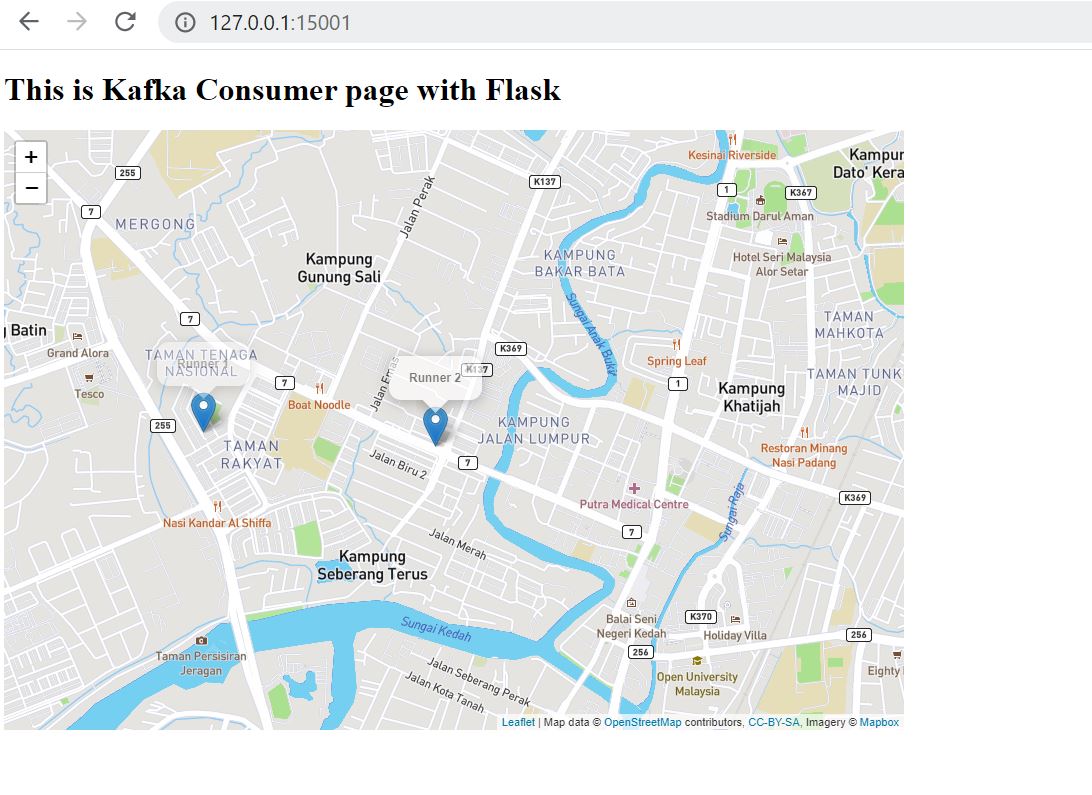 127.0.0.1:15001
This is Kafka Consumer page with Flask
+
−
255
7
MERGONG
Jalan Perak
K137
Kesinai Riverside
1
K367
Kampur
Dato' Kera
Stadium Darul Aman
Hotel Seri Malaysia
Alor Setar
KAMPUNG
BAKAR BATA
Kampung
Gunung Sali
Sungai Anak Bukit
TAMAN
MAHKOTA
7
g Batin
Grand Alora
TAMAN TENAGA
NASIONAL
Runner 1
K369
K137
Runner 2
Spring Leaf
TAMAN TUNK
MAJID
Tesco
7
Jalan Emas
1
Kampung
Khatijah
Boat Noodle
255
TAMAN
RAKYAT
KAMPUNG
JALAN LUMPUR
Jalan Biru 2
7
Restoran Minang
Nasi Padang
Putra Medical Centre
K369
Sungai Raja
Nasi Kandar Al Shiffa
7
Jalan Merah
Kampung
Seberang Terus
Balai Seni
Negeri Kedah
K370
Holiday Villa
256
Sungai Kedah
256
Taman Persisiran
Jeragan
Jalan Seberang Perak
Jalan Kota Tanah
Open University
Malaysia
Eighty
Leaflet | Map data © OpenStreetMap contributors, CC-BY-SA, Imagery © Mapbox